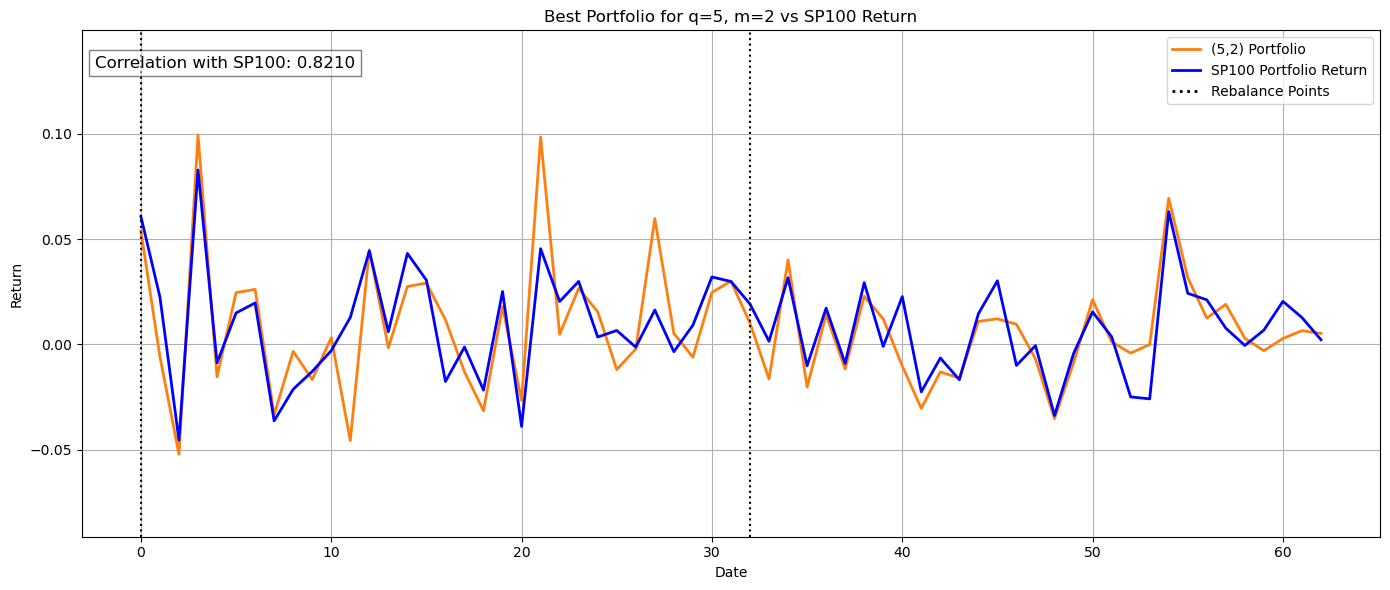 Best Portfolio for q=5, m=2 vs SP100 Return
Correlation with SP100: 0.8210
(5,2) Portfolio
SP100 Portfolio Return
Rebalance Points
Return
0.10
0.05
0.00
−0.05
0 10 20 30 40 50 60
Date